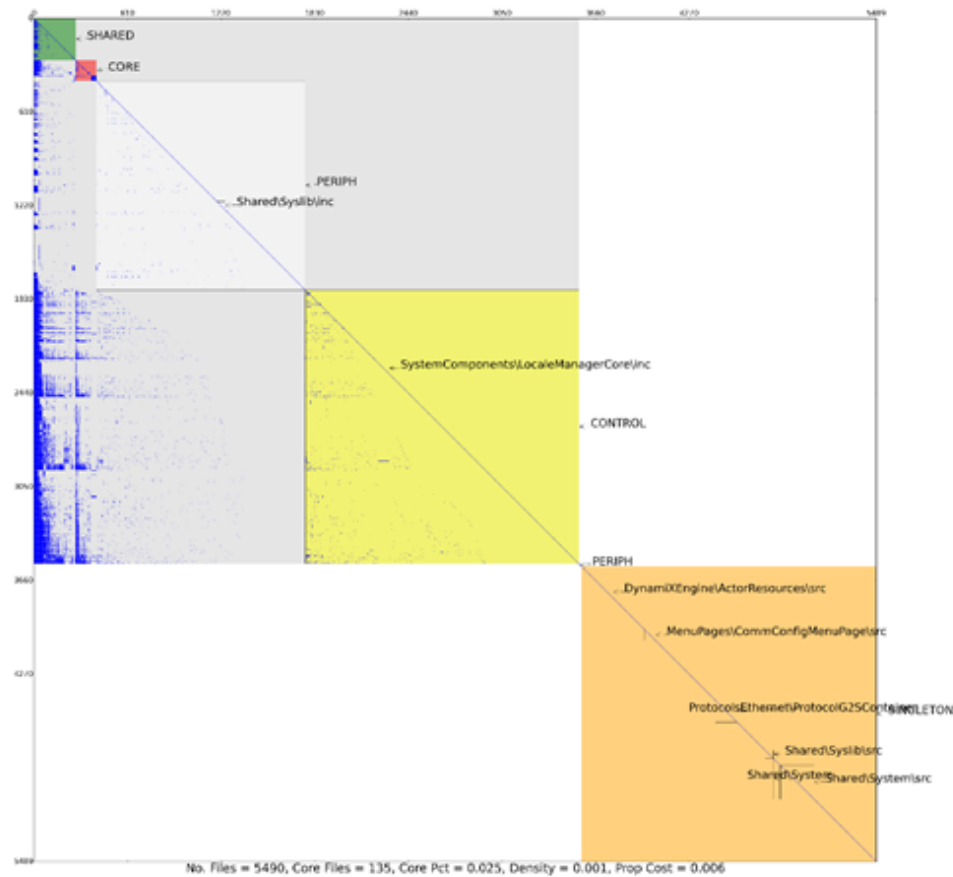 0 610 1220 1830 2440 3050 3660 4270 5489
SHARED
CORE
610
PERIPH
Shared\Syslib\inc
1220
1830
SystemComponents\LocaleManagerCore\inc
2440
CONTROL
3050
PERIPH
3660
DynamiXEngine\ActorResources\src
MenuPages\CommConfigMenuPage\src
4270
SINGLETON
Shared\Syslib\src
Shared\System
Shared\System\src
5489
No. Files = 5490, Core Files = 135, Core Pct = 0.025, Density = 0.001, Prop Cost = 0.006